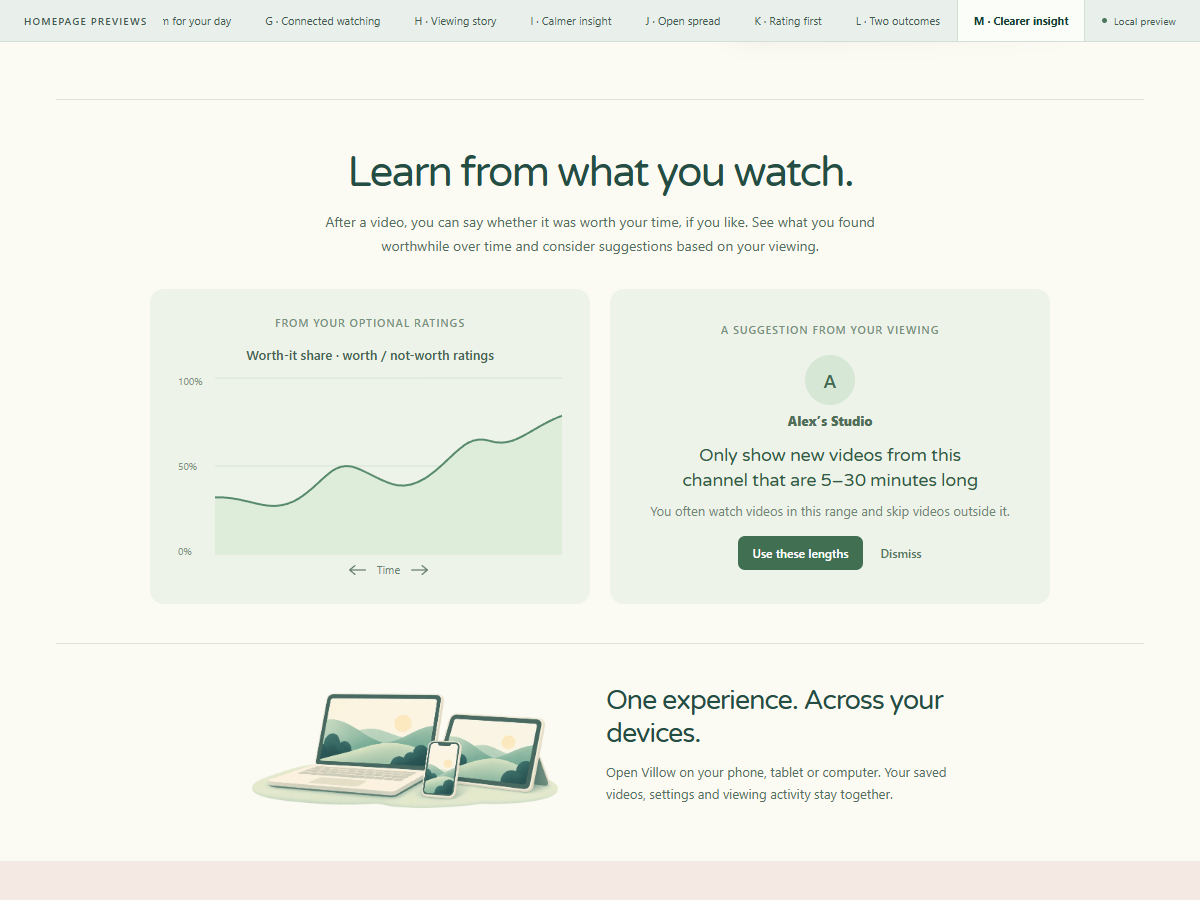 HOMEPAGE PREVIEWS
for your day
G · Connected watching
H · Viewing story
I · Calmer insight
J · Open spread
K · Rating first
L · Two outcomes
M · Clearer insight
Local preview
Learn from what you watch.
After a video, you can say whether it was worth your time, if you like. See what you found
worthwhile over time and consider suggestions based on your viewing.
FROM YOUR OPTIONAL RATINGS
Worth-it share · worth / not-worth ratings
100%
50%
0%
← Time →
A SUGGESTION FROM YOUR VIEWING
A
Alex’s Studio
Only show new videos from this
channel that are 5–30 minutes long
You often watch videos in this range and skip videos outside it.
Use these lengths
Dismiss
One experience. Across your
devices.
Open Villow on your phone, tablet or computer. Your saved
videos, settings and viewing activity stay together.